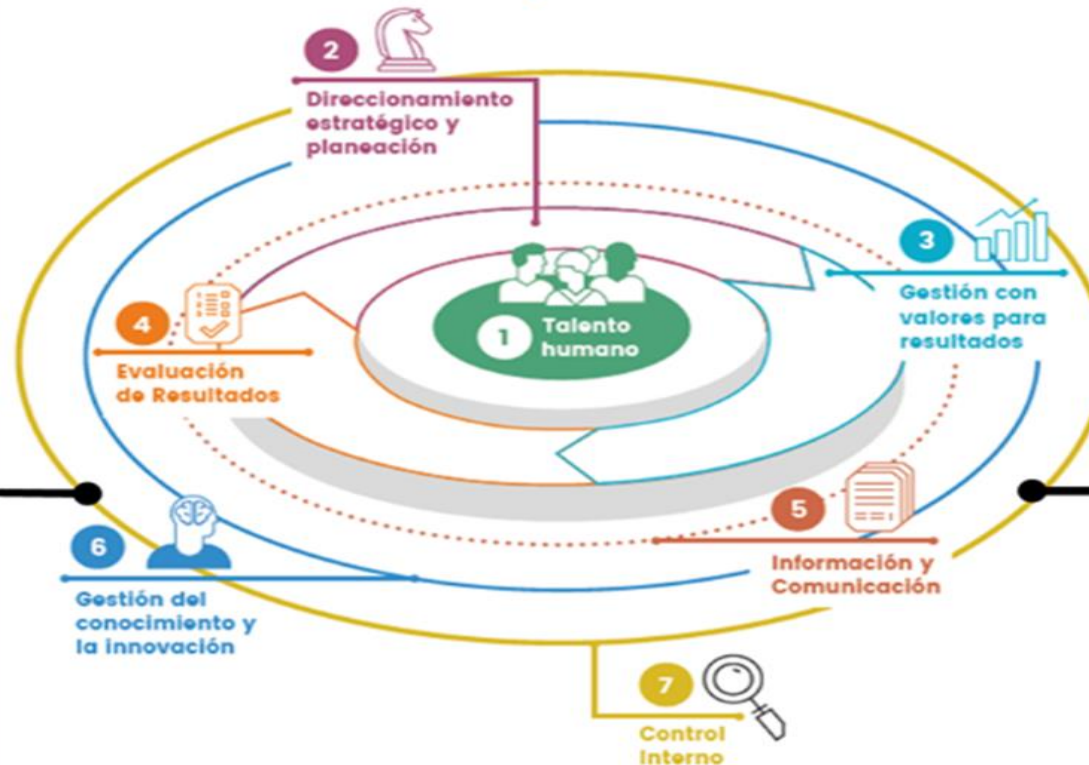 1
Talento
humano
2
Direccionamiento
estratégico y
planeación
3
Gestión con
valores para
resultados
4
Evaluación
de Resultados
5
Información y
Comunicación
6
Gestión del
conocimiento y
la innovación
7
Control
Interno